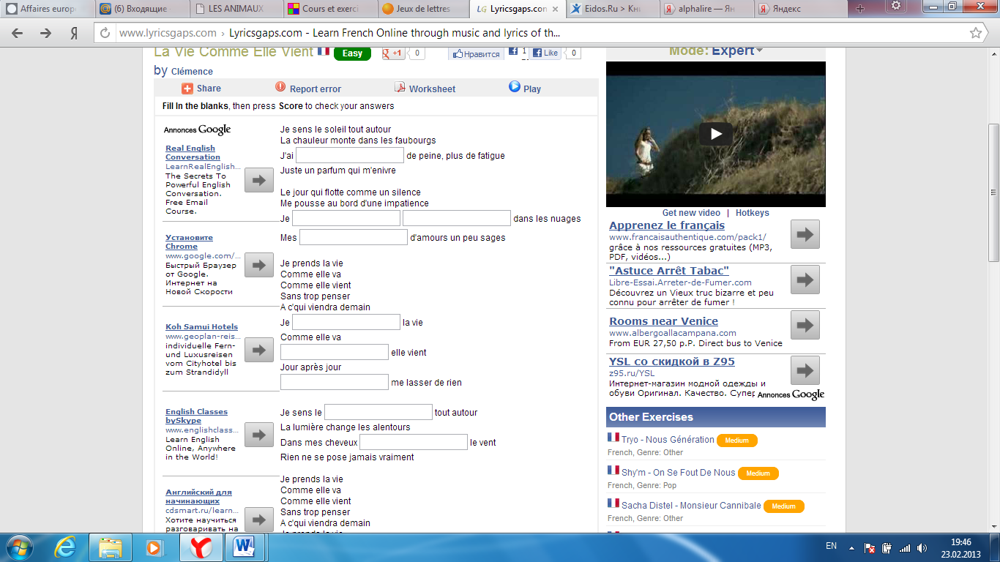 Affaires europ
(6) Входящие
LES ANIMAUX
Cours et exerci
Jeux de lettres
LG Lyricsgaps.con
Eidos.Ru > Кн
alphalire — Ян
Яндекс
www.lyricsgaps.com › Lyricsgaps.com - Learn French Online through music and lyrics of th...
La Vie Comme Elle Vient Easy +1 0 Нравится 1 Like 0
by Clémence
Share Report error Worksheet Play
Fill in the blanks, then press Score to check your answers
Annonces Google
Real English
Conversation
LearnRealEnglish...
The Secrets To
Powerful English
Conversation.
Free Email
Course.
Установите
Chrome
www.google.com/...
Быстрый Браузер
от Google.
Интернет на
Новой Скорости
Koh Samui Hotels
www.geoplan-reis...
individuelle Fern-
und Luxusreisen
vom Cityhotel bis
zum Strandidyll
English Classes
bySkype
www.englishclass...
Learn English
Online, Anywhere
in the World!
Английский для
начинающих
cdsmart.ru/learn...
Хотите научиться
разговаривать на
Je sens le soleil tout autour
La chauleur monte dans les faubourgs
J'ai de peine, plus de fatigue
Juste un parfum qui m'enivre
Le jour qui flotte comme un silence
Me pousse au bord d'une impatience
Je dans les nuages
Mes d'amours un peu sages
Je prends la vie
Comme elle va
Comme elle vient
Sans trop penser
A c'qui viendra demain
Je la vie
Comme elle va
elle vient
Jour après jour
me lasser de rien
Je sens le tout autour
La lumière change les alentours
Dans mes cheveux le vent
Rien ne se pose jamais vraiment
Je prends la vie
Comme elle va
Comme elle vient
Sans trop penser
A c'qui viendra demain
Mode: Expert
Get new video | Hotkeys
Apprenez le français
www.francaisauthentique.com/pack1/
grâce à nos ressources gratuites (MP3,
PDF, vidéos...)
"Astuce Arrêt Tabac"
Libre-Essai.Arreter-de-Fumer.com
Découvrez un Vieux truc bizarre et peu
connu pour arrêter de fumer !
Rooms near Venice
www.albergoallacampana.com
From EUR 27,50 p.P. Direct bus to Venice
YSL со скидкой в Z95
z95.ru/YSL
Интернет-магазин модной одежды и
обуви Оригинал. Качество. Супер
Annonces Google
Other Exercises
Tryo - Nous Génération Medium
French, Genre: Other
Shy'm - On Se Fout De Nous Medium
French, Genre: Pop
Sacha Distel - Monsieur Cannibale Medium
French, Genre: Other
EN
19:46
23.02.2013